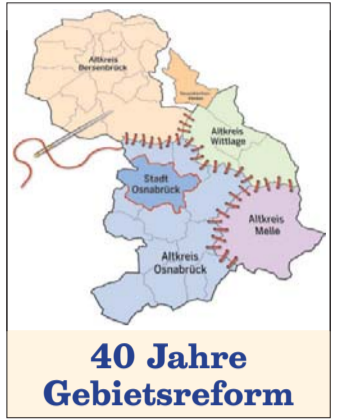 Altkreis
Bersenbrück
Altkreis
Wittlage
Stadt
Osnabrück
Altkreis
Melle
Altkreis
Osnabrück
40 Jahre
Gebietsreform